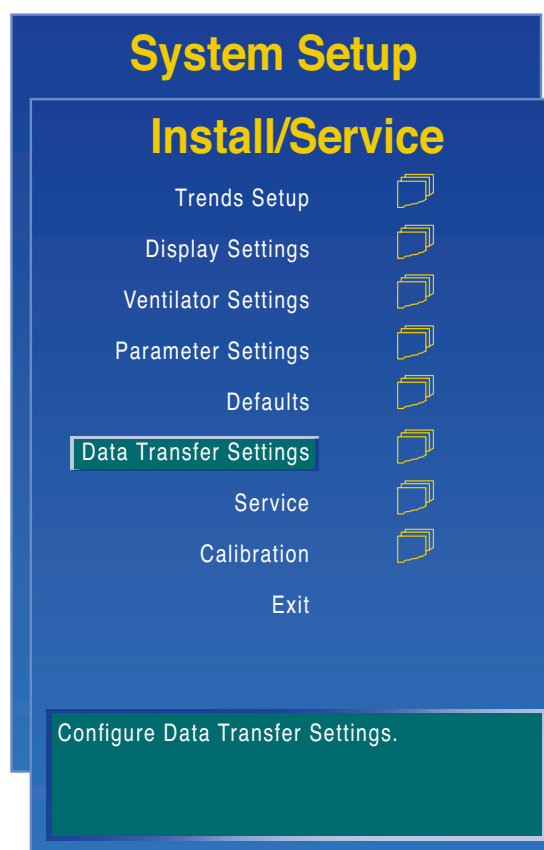 System Setup
Install/Service
Trends Setup
Display Settings
Ventilator Settings
Parameter Settings
Defaults
Data Transfer Settings
Service
Calibration
Exit
Configure Data Transfer Settings.